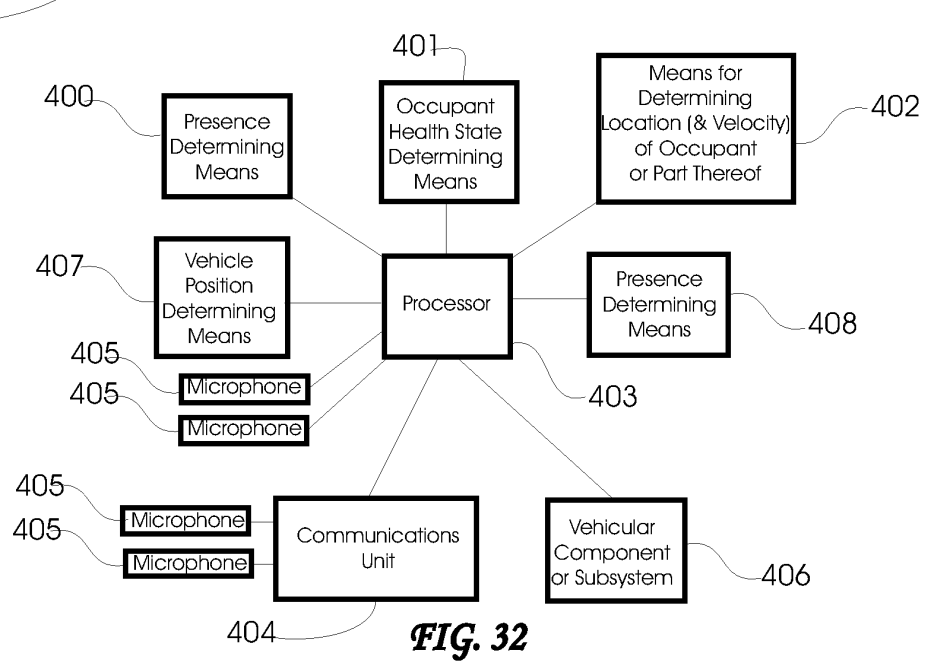 401
400
Presence
Determining
Means
Occupant
Health State
Determining
Means
Means for
Determining
Location (& Velocity)
of Occupant
or Part Thereof
402
407
Vehicle
Position
Determining
Means
Processor
Presence
Determining
Means
408
405
Microphone
405
Microphone
403
405
Microphone
405
Microphone
Communications
Unit
Vehicular
Component
or Subsystem
406
404
FIG. 32